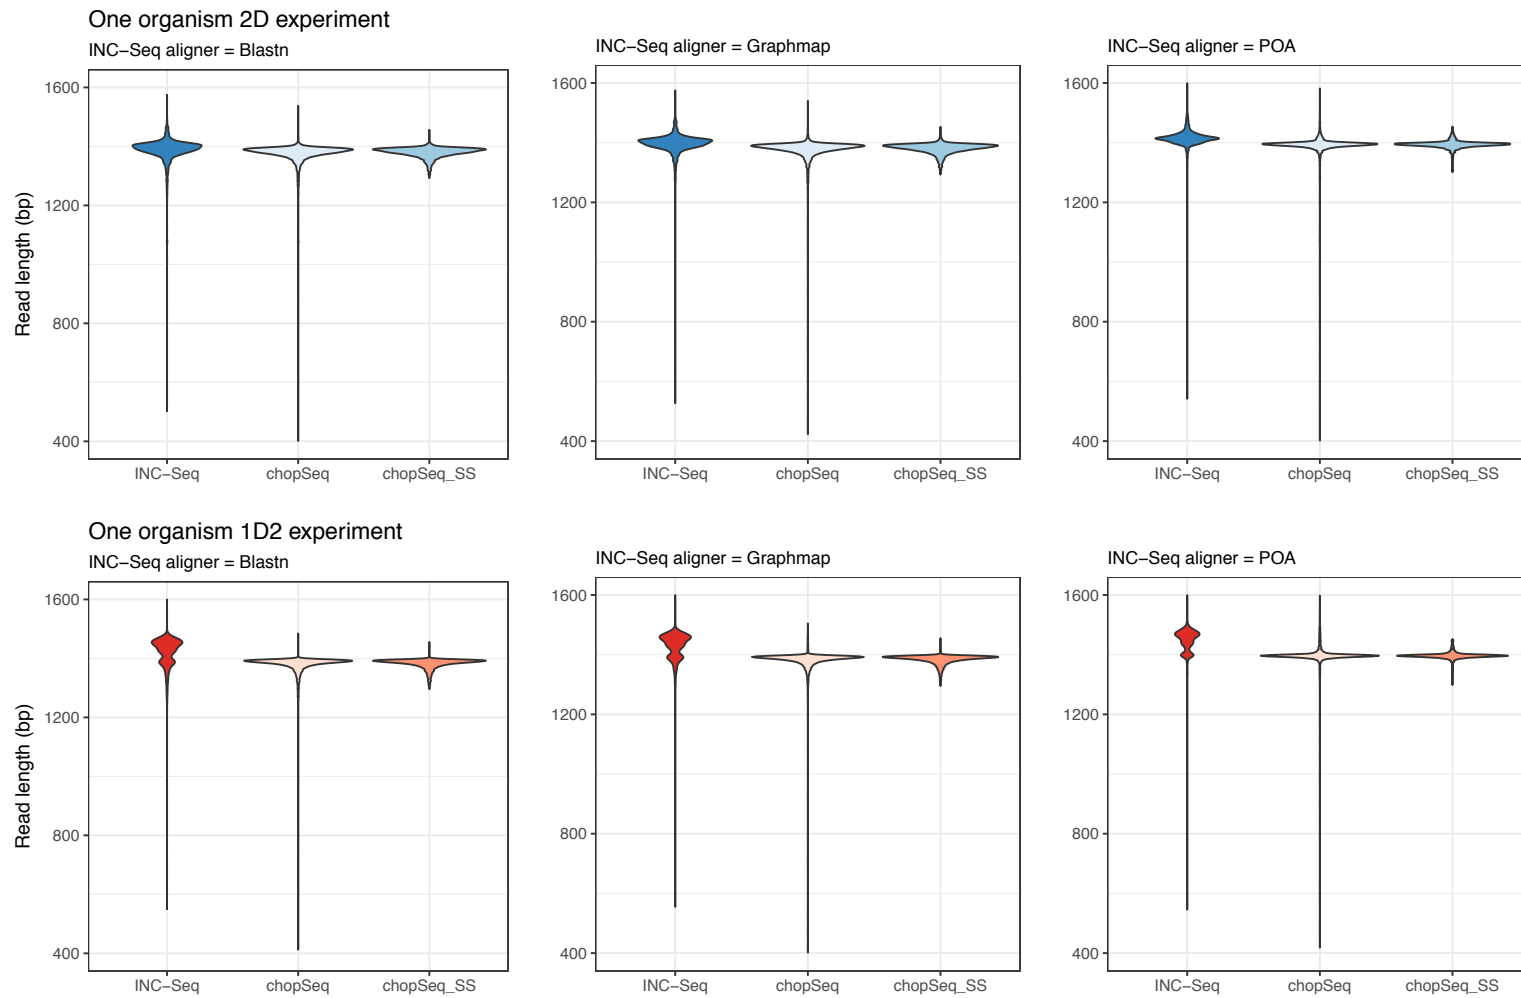 One organism 2D experiment
INC−Seq aligner = Blastn
INC−Seq aligner = Graphmap
INC−Seq aligner = POA
Read length (bp)
1600
1200
800
400
INC−Seq chopSeq chopSeq_SS
1600
1200
800
400
INC−Seq chopSeq chopSeq_SS
1600
1200
800
400
INC−Seq chopSeq chopSeq_SS
One organism 1D2 experiment
INC−Seq aligner = Blastn
INC−Seq aligner = Graphmap
INC−Seq aligner = POA
Read length (bp)
1600
1200
800
400
INC−Seq chopSeq chopSeq_SS
1600
1200
800
400
INC−Seq chopSeq chopSeq_SS
1600
1200
800
400
INC−Seq chopSeq chopSeq_SS